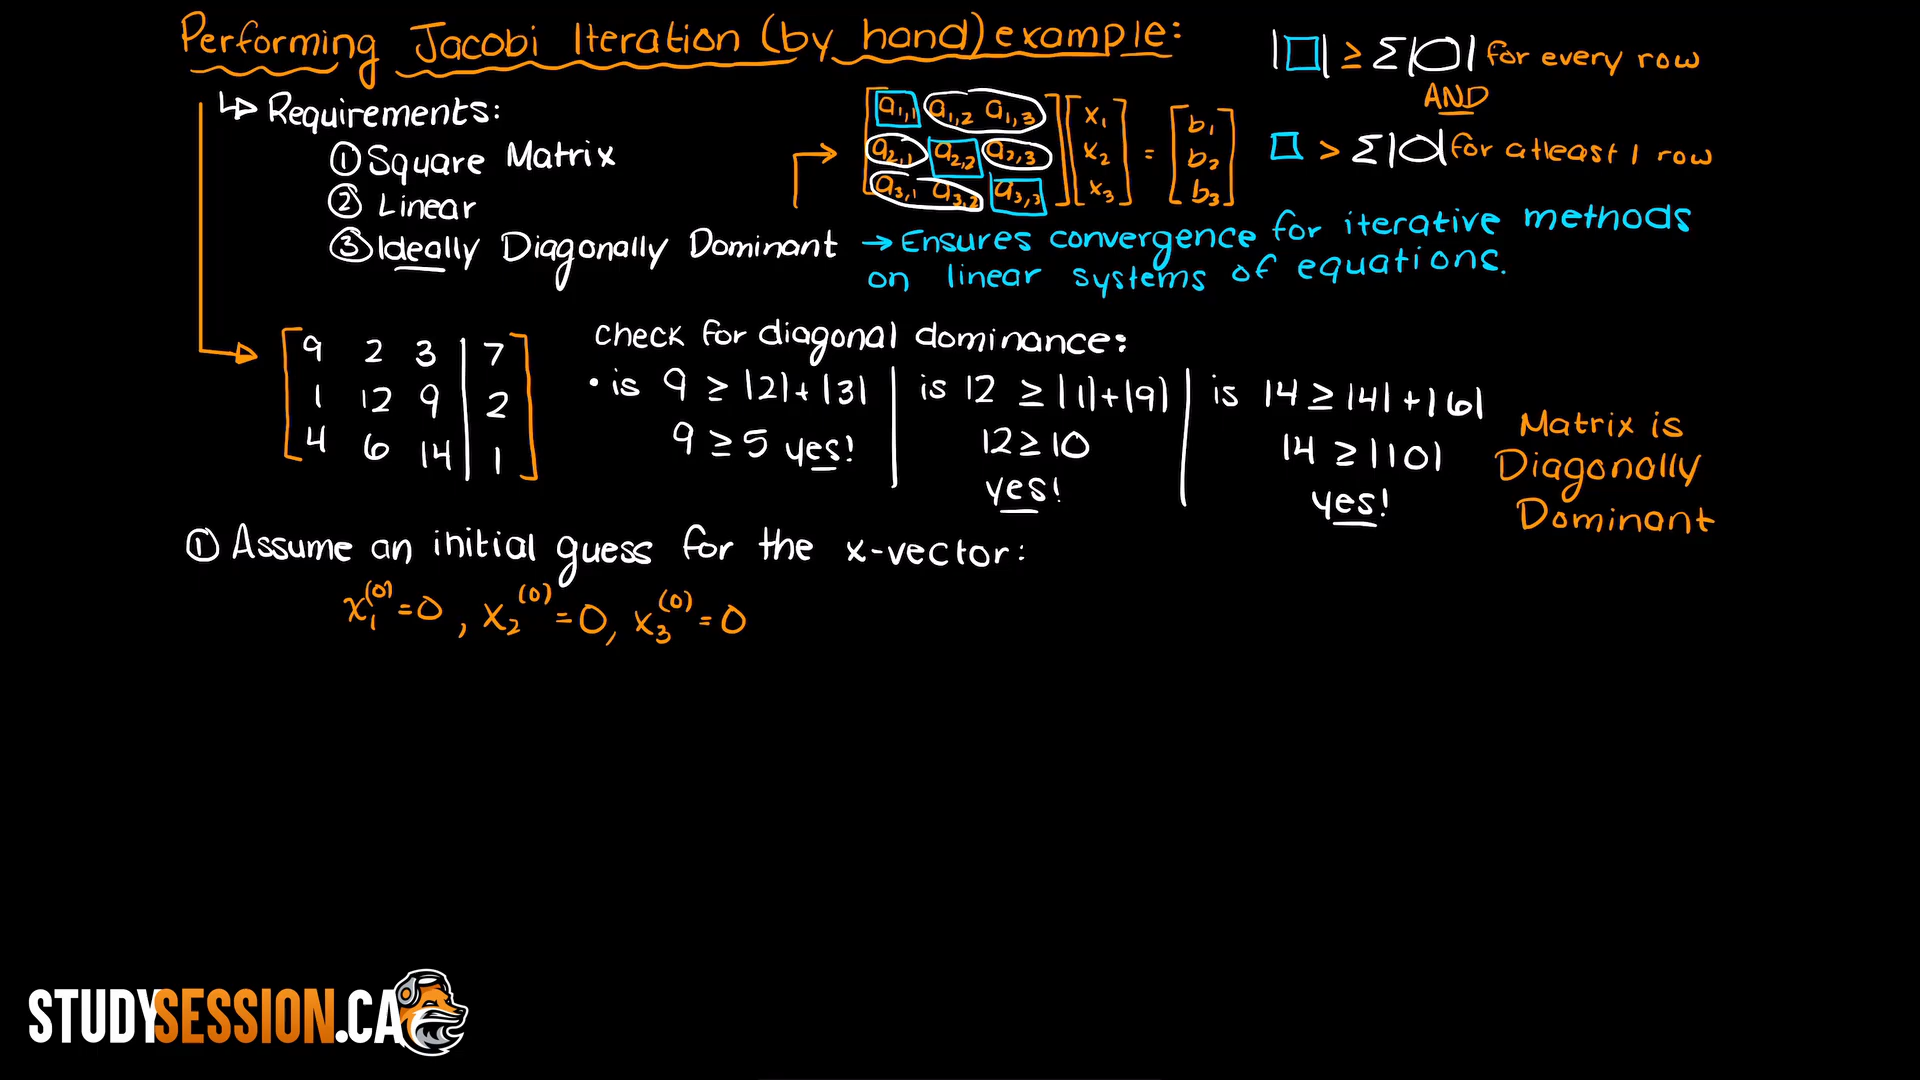 Performing Jacobi Iteration (by hand) example:
↳ Requirements:
① Square Matrix
② Linear
③ Ideally Diagonally Dominant → Ensures convergence for iterative methods
on linear systems of equations.
[a1,1 a1,2 a1,3] [x1] [b1]
[a2,1 a2,2 a2,3] [x2] = [b2]
[a3,1 a3,2 a3,3] [x3] [b3]
|□| ≥ Σ|○| for every row
AND
□ > Σ|○| for atleast 1 row
[9 2 3 | 7]
[1 12 9 | 2]
[4 6 14 | 1]
check for diagonal dominance:
• is 9 ≥ |2|+|3|
9 ≥ 5 yes!
is 12 ≥ |1|+|9|
12 ≥ 10
yes!
is 14 ≥ |4|+|6|
14 ≥ |10|
yes!
Matrix is
Diagonally
Dominant
① Assume an initial guess for the x-vector:
x1^(0) = 0, x2^(0) = 0, x3^(0) = 0
STUDYSESSION.CA